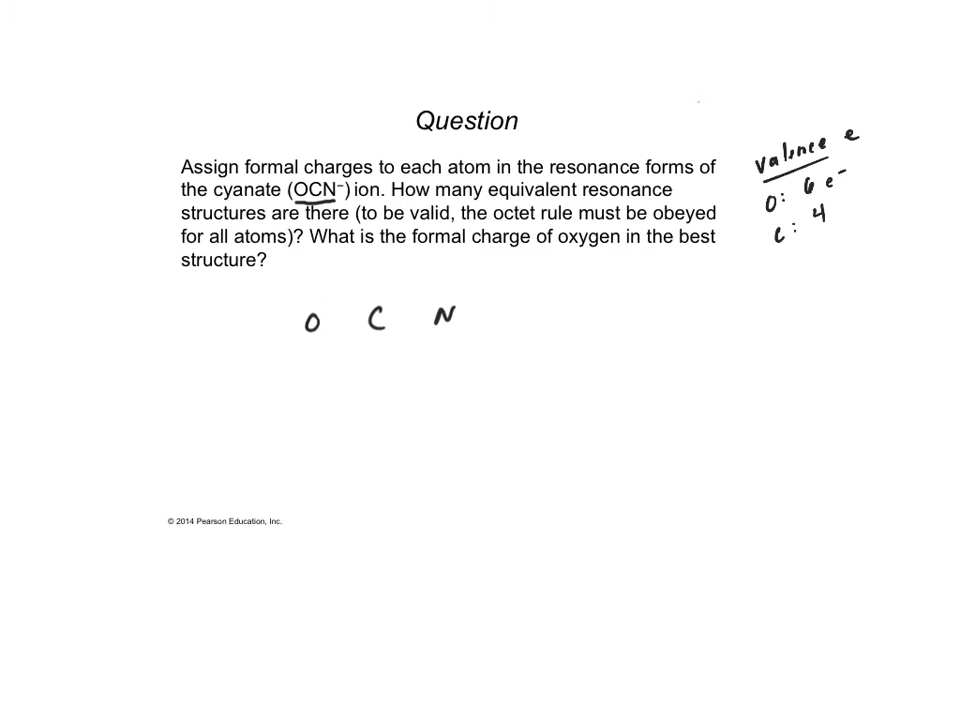 Question
Assign formal charges to each atom in the resonance forms of
the cyanate (OCN⁻) ion. How many equivalent resonance
structures are there (to be valid, the octet rule must be obeyed
for all atoms)? What is the formal charge of oxygen in the best
structure?
valence e
O: 6 e⁻
C: 4
O C N
© 2014 Pearson Education, Inc.